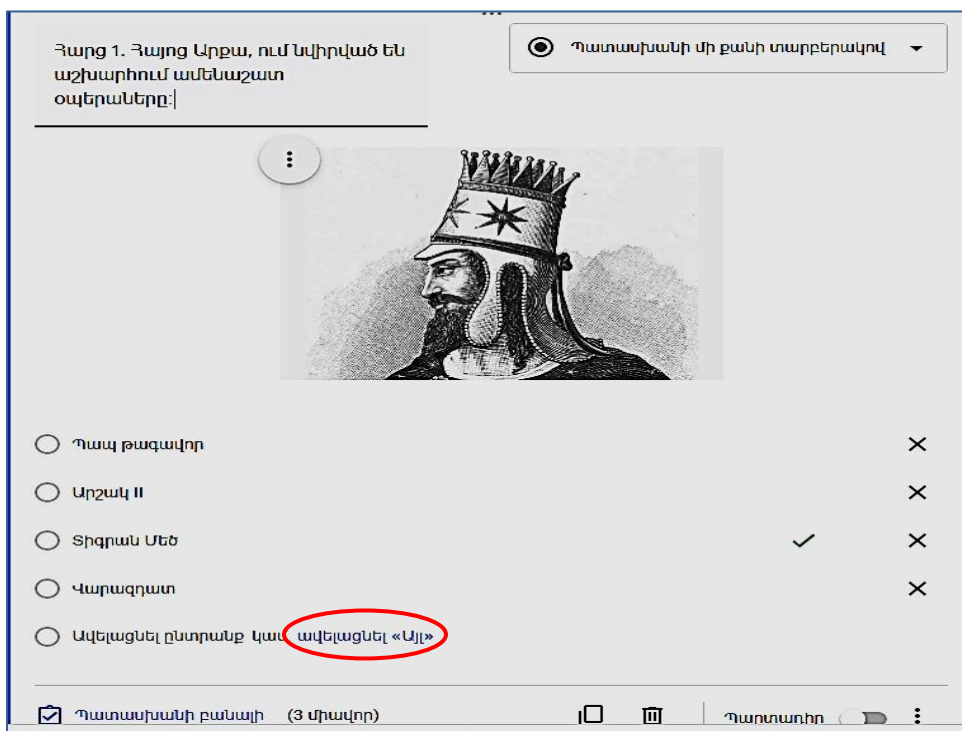 Հարց 1. Հայոց Արքա, ում նվիրված են
աշխարհում ամենաշատ
օպերաները:
Պատասխանի մի քանի տարբերակով
Պապ թագավոր
Արշակ II
Տիգրան Մեծ
Վարազդատ
Ավելացնել ընտրանք կամ ավելացնել «Այլ»
Պատասխանի բանալի (3 միավոր)
Պարտադիր